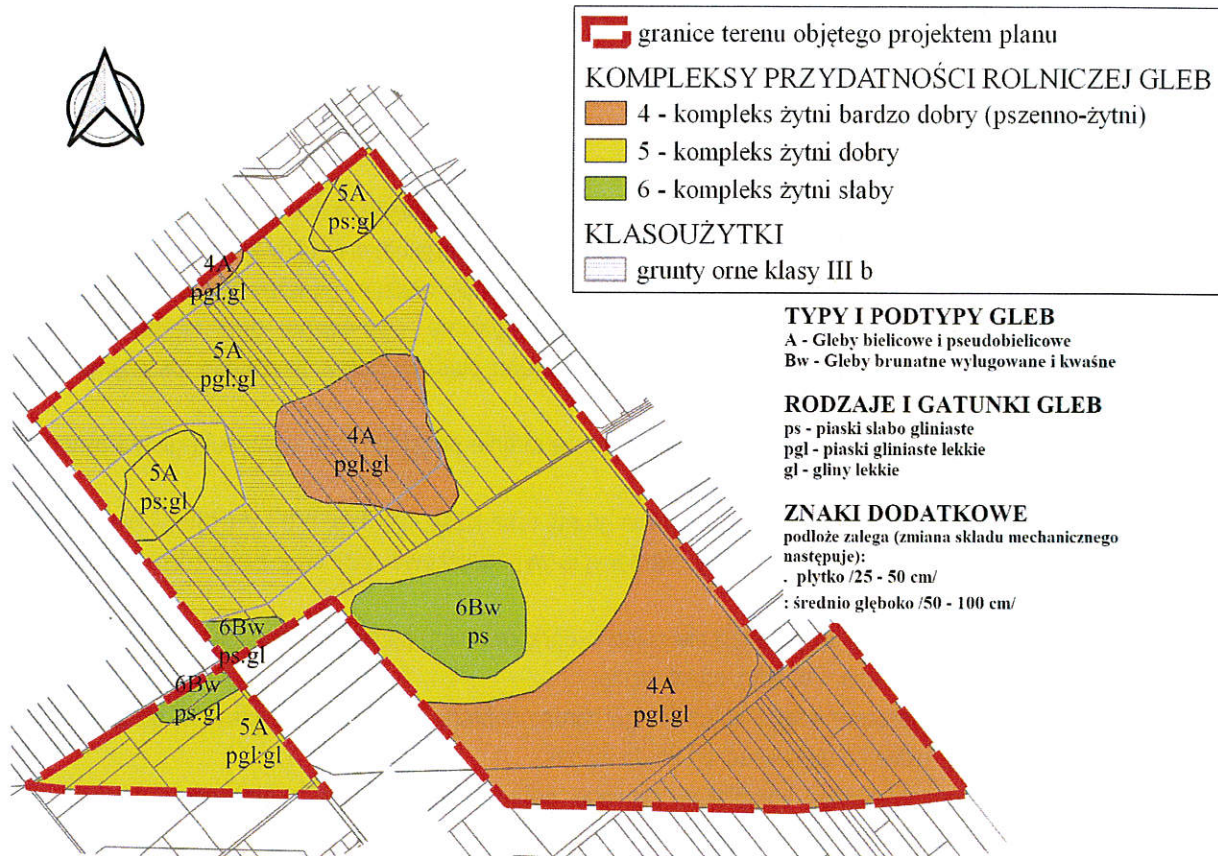 granice terenu objętego projektem planu
KOMPLEKSY PRZYDATNOŚCI ROLNICZEJ GLEB
4 - kompleks żytni bardzo dobry (pszenno-żytni)
5 - kompleks żytni dobry
6 - kompleks żytni słaby
KLASOUŻYTKI
grunty orne klasy III b
TYPY I PODTYPY GLEB
A - Gleby bielicowe i pseudobielicowe
Bw - Gleby brunatne wyługowane i kwaśne
RODZAJE I GATUNKI GLEB
ps - piaski słabo gliniaste
pgl - piaski gliniaste lekkie
gl - gliny lekkie
ZNAKI DODATKOWE
podłoże zalega (zmiana składu mechanicznego
następuje):
. płytko /25 - 50 cm/
: średnio głęboko /50 - 100 cm/
5A
ps:gl
4A
pgl.gl
5A
pgl:gl
4A
pgl.gl
5A
ps:gl
6Bw
ps
6Bw
ps:gl
6Bw
ps:gl
5A
pgl:gl
4A
pgl.gl